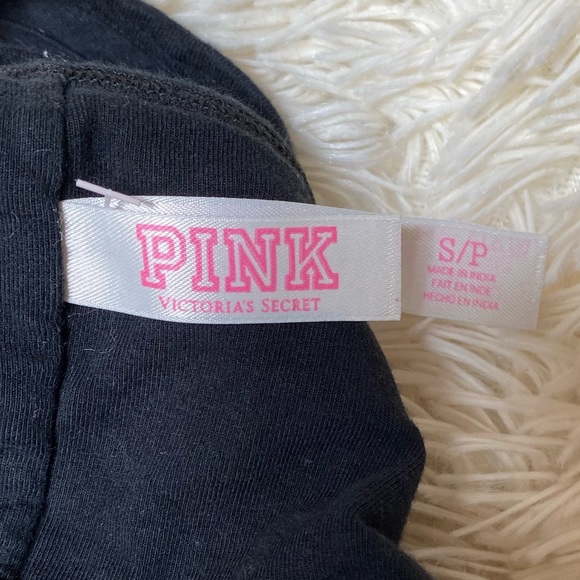 PINK
VICTORIA'S SECRET
S/P
MADE IN INDIA
FAIT EN INDE
HECHO EN INDIA